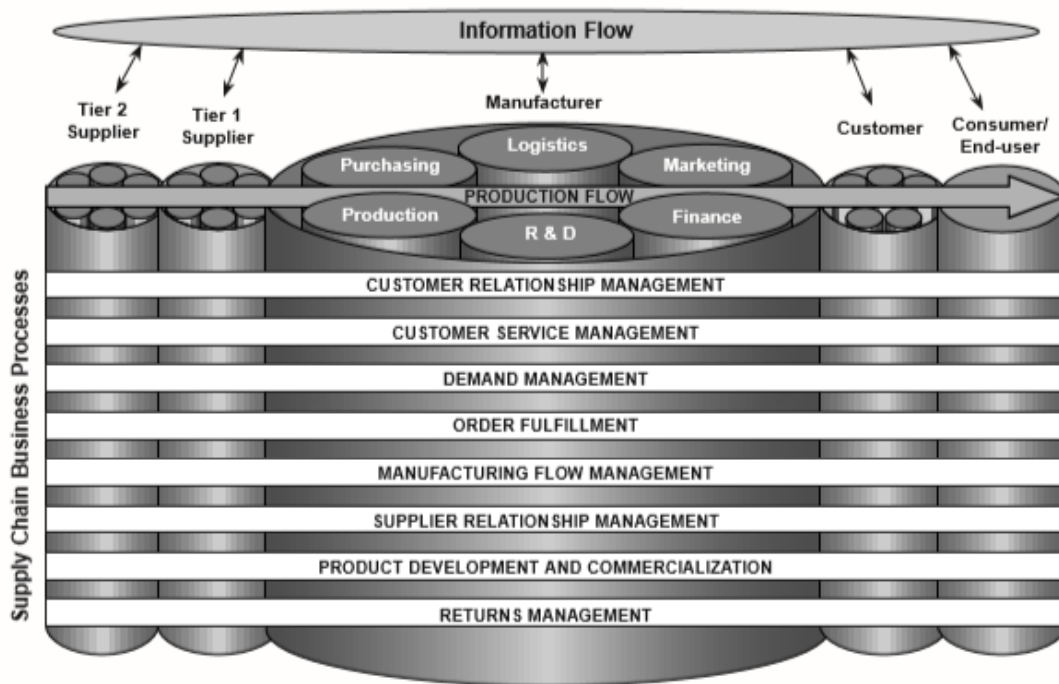 Information Flow
Tier 2
Supplier
Tier 1
Supplier
Manufacturer
Customer
Consumer/
End-user
Logistics
Purchasing
Marketing
PRODUCTION FLOW
Production
R & D
Finance
Supply Chain Business Processes
CUSTOMER RELATIONSHIP MANAGEMENT
CUSTOMER SERVICE MANAGEMENT
DEMAND MANAGEMENT
ORDER FULFILLMENT
MANUFACTURING FLOW MANAGEMENT
SUPPLIER RELATIONSHIP MANAGEMENT
PRODUCT DEVELOPMENT AND COMMERCIALIZATION
RETURNS MANAGEMENT